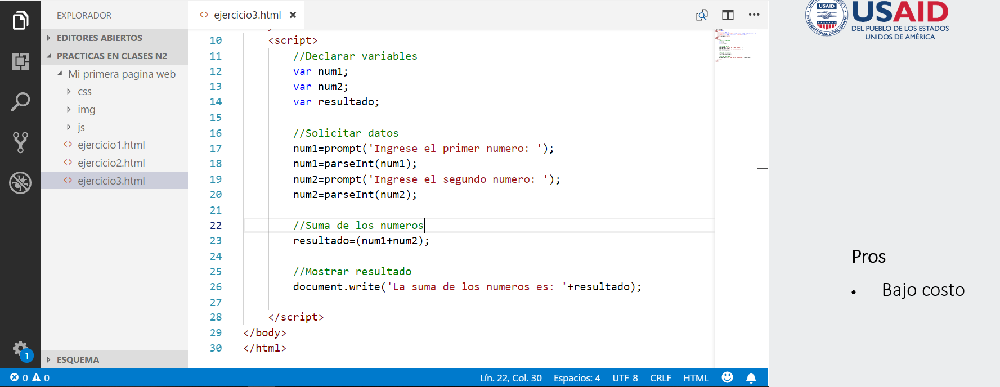 EXPLORADOR
EDITORES ABIERTOS
PRACTICAS EN CLASES N2
Mi primera pagina web
css
img
js
ejercicio1.html
ejercicio2.html
ejercicio3.html
ESQUEMA
1
ejercicio3.html
10 <script>
11 //Declarar variables
12 var num1;
13 var num2;
14 var resultado;
15
16 //Solicitar datos
17 num1=prompt('Ingrese el primer numero: ');
18 num1=parseInt(num1);
19 num2=prompt('Ingrese el segundo numero: ');
20 num2=parseInt(num2);
21
22 //Suma de los numeros
23 resultado=(num1+num2);
24
25 //Mostrar resultado
26 document.write('La suma de los numeros es: '+resultado);
27
28 </script>
29 </body>
30 </html>
0 0
Lín. 22, Col. 30 Espacios: 4 UTF-8 CRLF HTML
USAID
USAID
DEL PUEBLO DE LOS ESTADOS
UNIDOS DE AMÉRICA
Pros
• Bajo costo